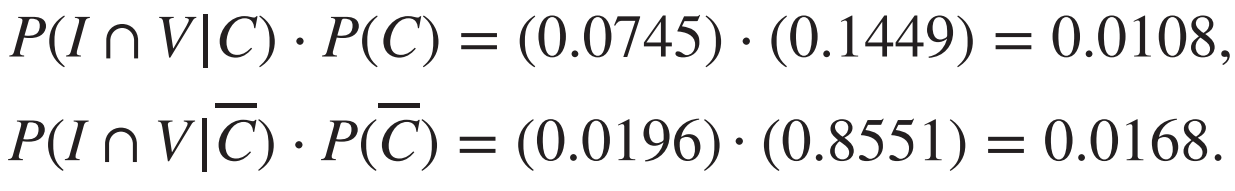 P(I ∩ V|C) · P(C) = (0.0745) · (0.1449) = 0.0108,
P(I ∩ V|C̅) · P(C̅) = (0.0196) · (0.8551) = 0.0168.